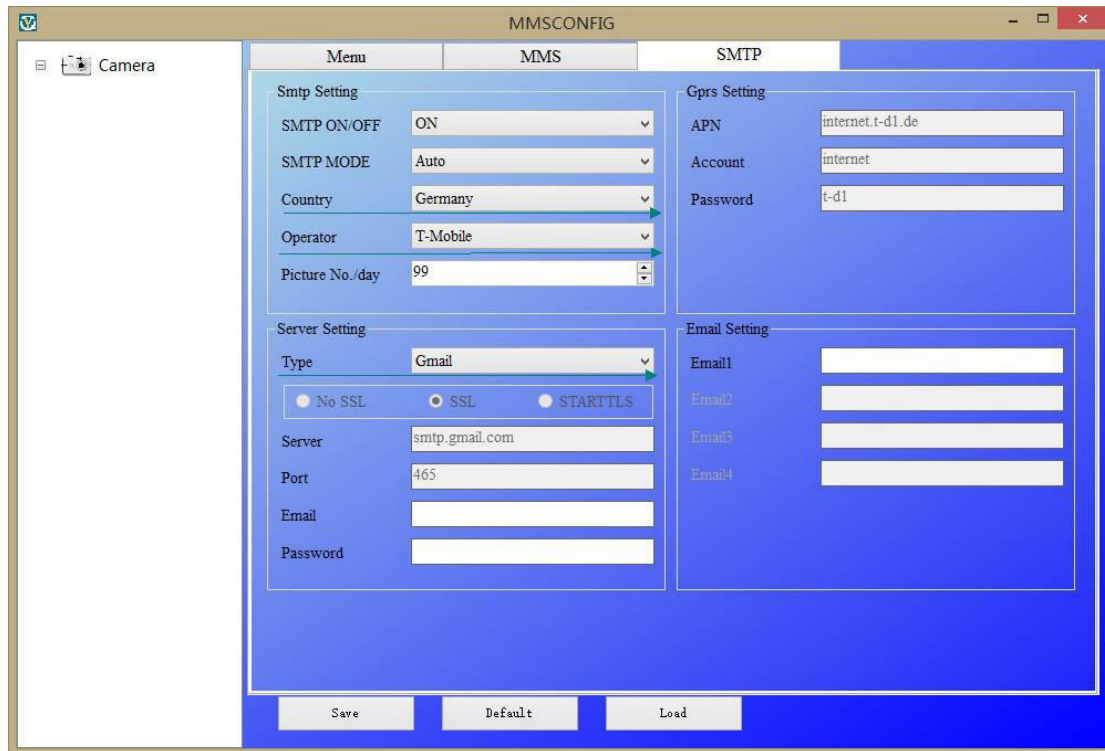 MMSCONFIG
Camera
Menu MMS SMTP
Smtp Setting
SMTP ON/OFF ON
SMTP MODE Auto
Country Germany
Operator T-Mobile
Picture No./day 99
Gprs Setting
APN internet.t-d1.de
Account internet
Password t-d1
Server Setting
Type Gmail
No SSL SSL STARTTLS
Server smtp.gmail.com
Port 465
Email
Password
Email Setting
Email1
Email2
Email3
Email4
Save Default Load